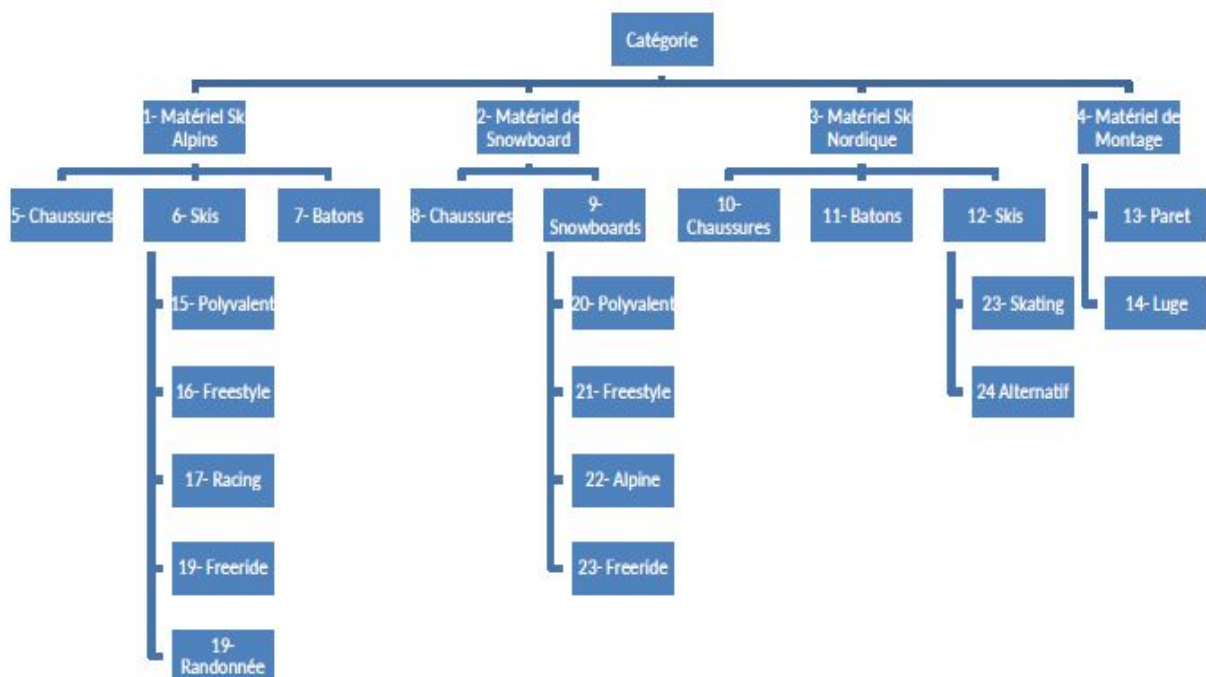 Catégorie
1- Matériel Sk
Alpins
2- Matériel de
Snowboard
3- Matériel Ski
Nordique
4- Matériel de
Montage
5- Chaussures
6- Skis
7- Batons
8- Chaussures
9-
Snowboards
10-
Chaussures
11- Batons
12- Skis
13- Paret
14- Luge
15- Polyvalent
16- Freestyle
17- Racing
19- Freeride
19-
Randonnée
20- Polyvalent
21- Freestyle
22- Alpine
23- Freeride
23- Skating
24 Alternatif